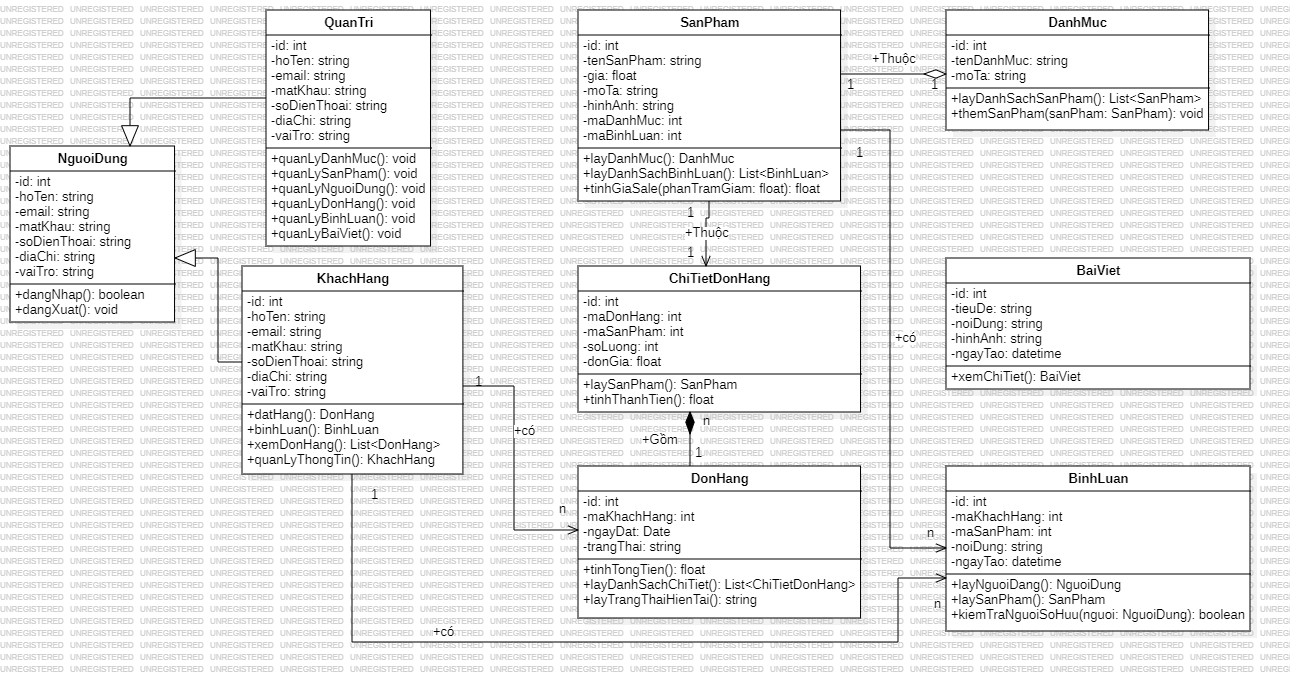 QuanTri
-id: int
-hoTen: string
-email: string
-matKhau: string
-soDienThoai: string
-diaChi: string
-vaiTro: string
+quanLyDanhMuc(): void
+quanLySanPham(): void
+quanLyNguoiDung(): void
+quanLyDonHang(): void
+quanLyBinhLuan(): void
+quanLyBaiViet(): void
SanPham
-id: int
-tenSanPham: string
-gia: float
-moTa: string
-hinhAnh: string
-maDanhMuc: int
-maBinhLuan: int
+layDanhMuc(): DanhMuc
+layDanhSachBinhLuan(): List<BinhLuan>
+tinhGiaSale(phanTramGiam: float): float
+Thuộc
1
1
DanhMuc
-id: int
-tenDanhMuc: string
-moTa: string
+layDanhSachSanPham(): List<SanPham>
+themSanPham(sanPham: SanPham): void
NguoiDung
-id: int
-hoTen: string
-email: string
-matKhau: string
-soDienThoai: string
-diaChi: string
-vaiTro: string
+dangNhap(): boolean
+dangXuat(): void
1
+Thuộc
1
1
+có
n
KhachHang
-id: int
-hoTen: string
-email: string
-matKhau: string
-soDienThoai: string
-diaChi: string
-vaiTro: string
+datHang(): DonHang
+binhLuan(): BinhLuan
+xemDonHang(): List<DonHang>
+quanLyThongTin(): KhachHang
ChiTietDonHang
-id: int
-maDonHang: int
-maSanPham: int
-soLuong: int
-donGia: float
+laySanPham(): SanPham
+tinhThanhTien(): float
BaiViet
-id: int
-tieuDe: string
-noiDung: string
-hinhAnh: string
-ngayTao: datetime
+xemChiTiet(): BaiViet
1
+có
n
n
+Gồm
1
DonHang
-id: int
-maKhachHang: int
-ngayDat: Date
-trangThai: string
+tinhTongTien(): float
+layDanhSachChiTiet(): List<ChiTietDonHang>
+layTrangThaiHienTai(): string
BinhLuan
-id: int
-maKhachHang: int
-maSanPham: int
-noiDung: string
-ngayTao: datetime
+layNguoiDang(): NguoiDung
+laySanPham(): SanPham
+kiemTraNguoiSoHuu(nguoi: NguoiDung): boolean
1
+có
n
UNREGISTERED